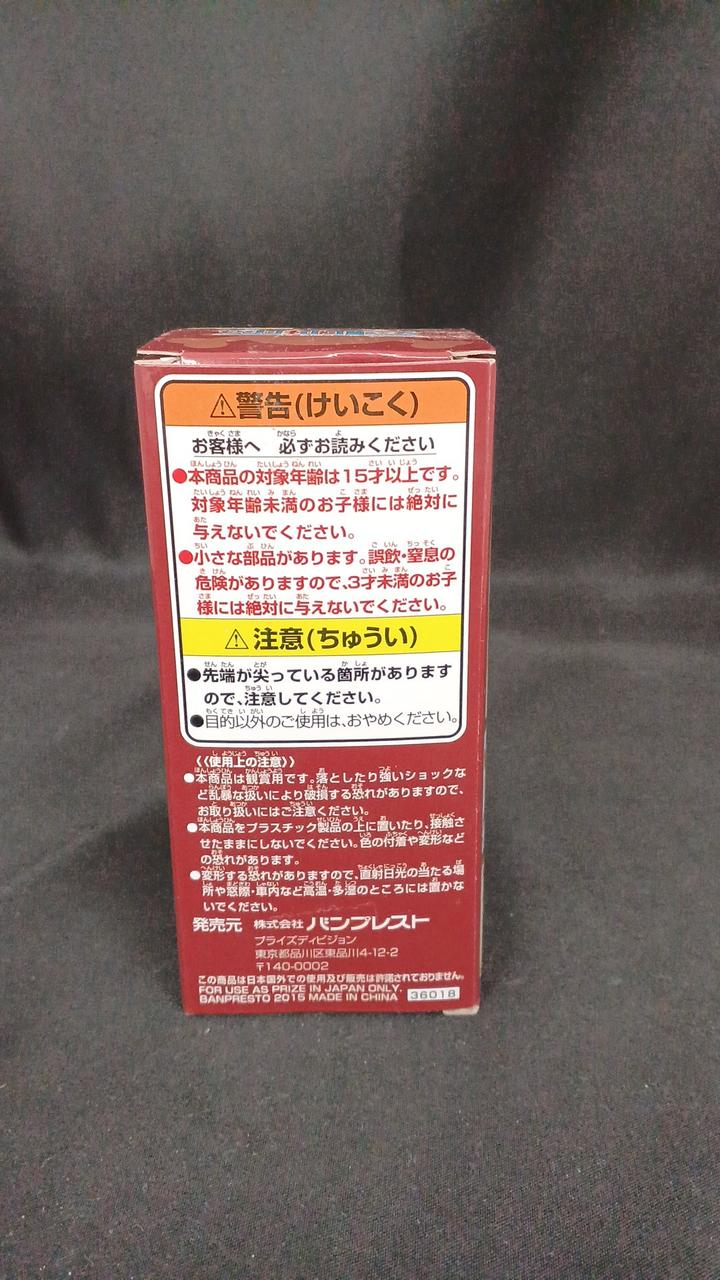 ⚠警告(けいこく)
お客様へ 必ずお読みください
●本商品の対象年齢は15才以上です。
対象年齢未満のお子様には絶対に
与えないでください。
●小さな部品があります。誤飲・窒息の
危険がありますので、3才未満のお子
様には絶対に与えないでください。
⚠注意(ちゅうい)
●先端が尖っている箇所があります
ので、注意してください。
●目的以外のご使用は、おやめください。
《使用上の注意》
●本商品は観賞用です。落としたり強いショックな
ど乱暴な扱いにより破損する恐れがありますので、
お取り扱いにはご注意ください。
●本商品をプラスチック製品の上に置いたり、接触さ
せたままにしないでください。色の付着や変形など
の恐れがあります。
●変形する恐れがありますので、直射日光の当たる場
所や窓際・車内など高温・多湿のところには置かな
いでください。
発売元 株式会社 バンプレスト
プライズディビジョン
東京都品川区東品川4-12-2
〒140-0002
この商品は日本国外での使用及び販売は許諾されておりません。
FOR USE AS PRIZE IN JAPAN ONLY.
BANPRESTO 2015 MADE IN CHINA 36018